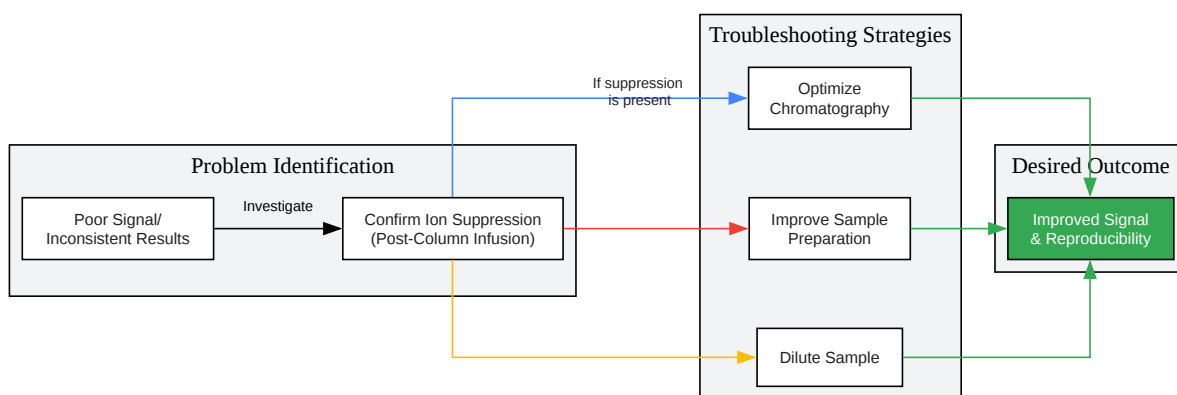 Troubleshooting Strategies
If suppression
is present
Optimize
Chromatography
Problem Identification
Desired Outcome
Poor Signal/
Inconsistent Results
Investigate
Confirm Ion Suppression
(Post-Column Infusion)
Improve Sample
Preparation
Improved Signal
& Reproducibility
Dilute Sample